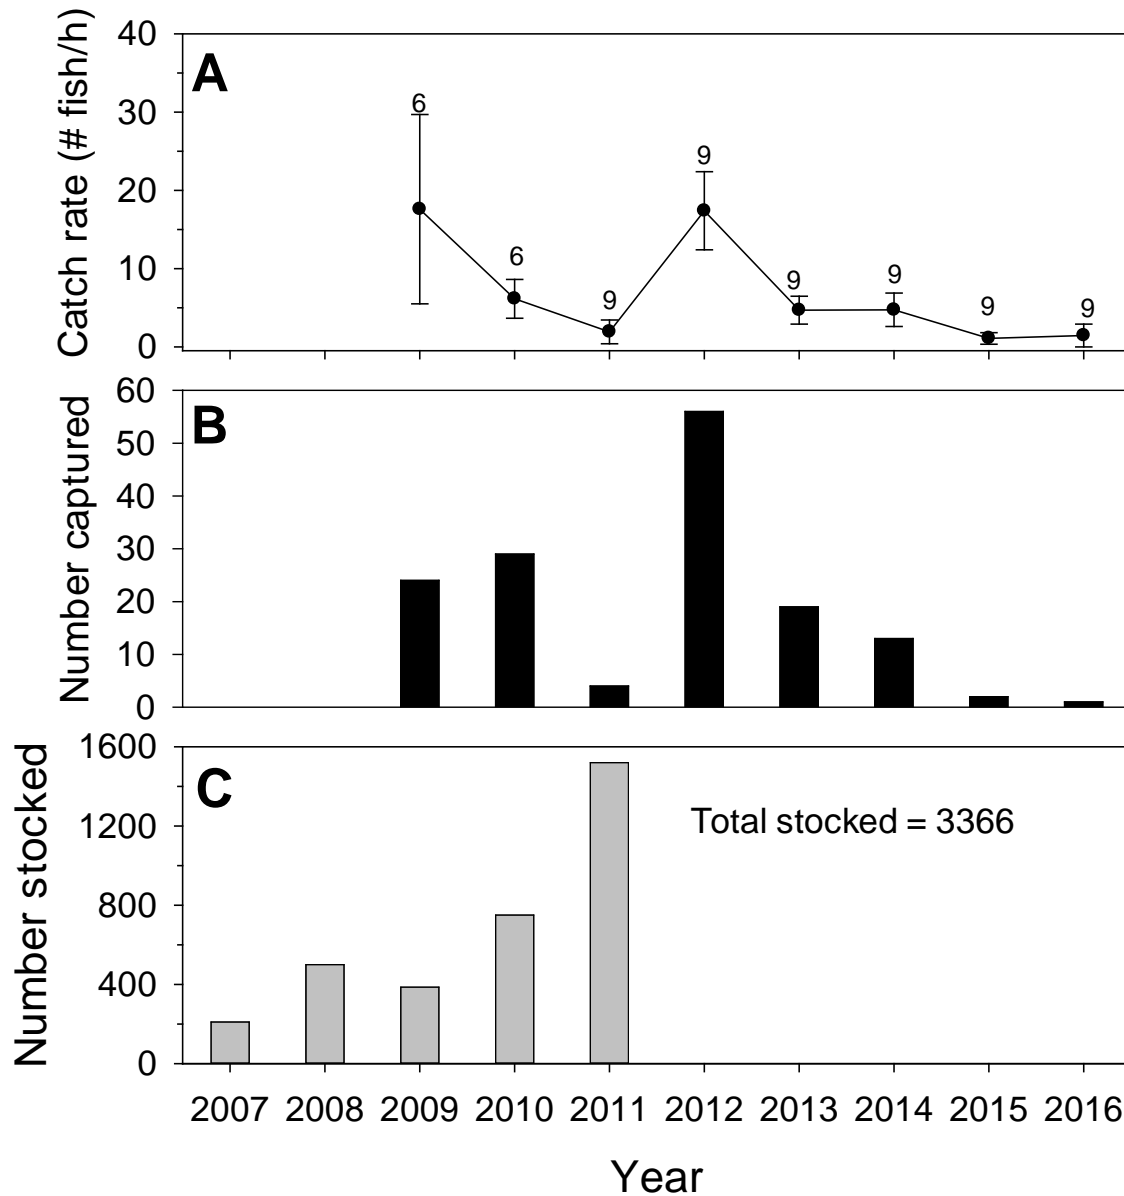 Catch rate (# fish/h)
40
30
20
10
0
A
6
6
9
9
9
9
9
9
Number captured
60
50
40
30
20
10
0
B
Number stocked
1600
1200
800
400
0
C
Total stocked = 3366
2007 2008 2009 2010 2011 2012 2013 2014 2015 2016
Year